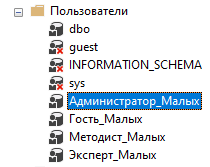 Пользователи
dbo
guest
INFORMATION_SCHEMA
sys
Администратор_Малых
Гость_Малых
Методист_Малых
Эксперт_Малых